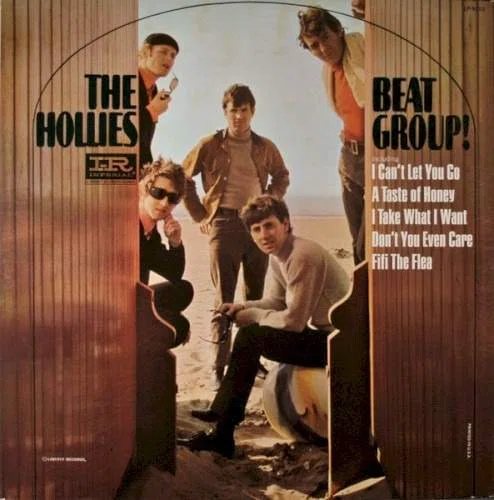 THE
HOLLIES
I-R
IMPERIAL
BEAT
GROUP!
I Can't Let You Go
A Taste of Honey
I Take What I Want
Don't You Even Care
Fifi The Flea